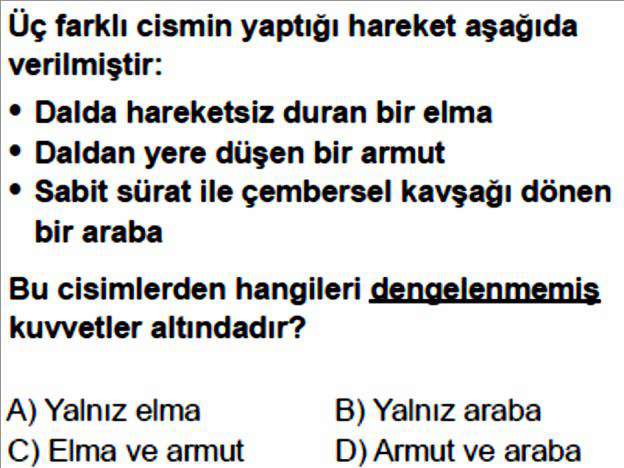 Üç farklı cismin yaptığı hareket aşağıda
verilmiştir:
• Dalda hareketsiz duran bir elma
• Daldan yere düşen bir armut
• Sabit sürat ile çembersel kavşağı dönen
bir araba
Bu cisimlerden hangileri dengelenmemiş
kuvvetler altındadır?
A) Yalnız elma B) Yalnız araba
C) Elma ve armut D) Armut ve araba